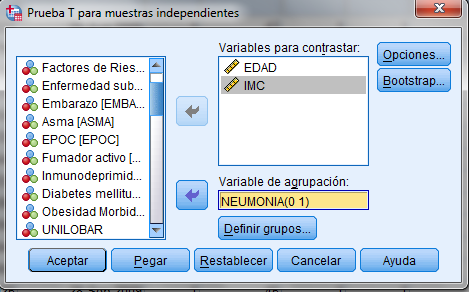 Prueba T para muestras independientes
Variables para contrastar:
Factores de Ries...
Enfermedad sub...
Embarazo [EMBA...
Asma [ASMA]
EPOC [EPOC]
Fumador activo [...
Inmunodeprimid...
Diabetes mellitu...
Obesidad Morbid...
UNILOBAR
EDAD
IMC
Opciones...
Bootstrap...
Variable de agrupación:
NEUMONIA(0 1)
Definir grupos...
Aceptar Pegar Restablecer Cancelar Ayuda